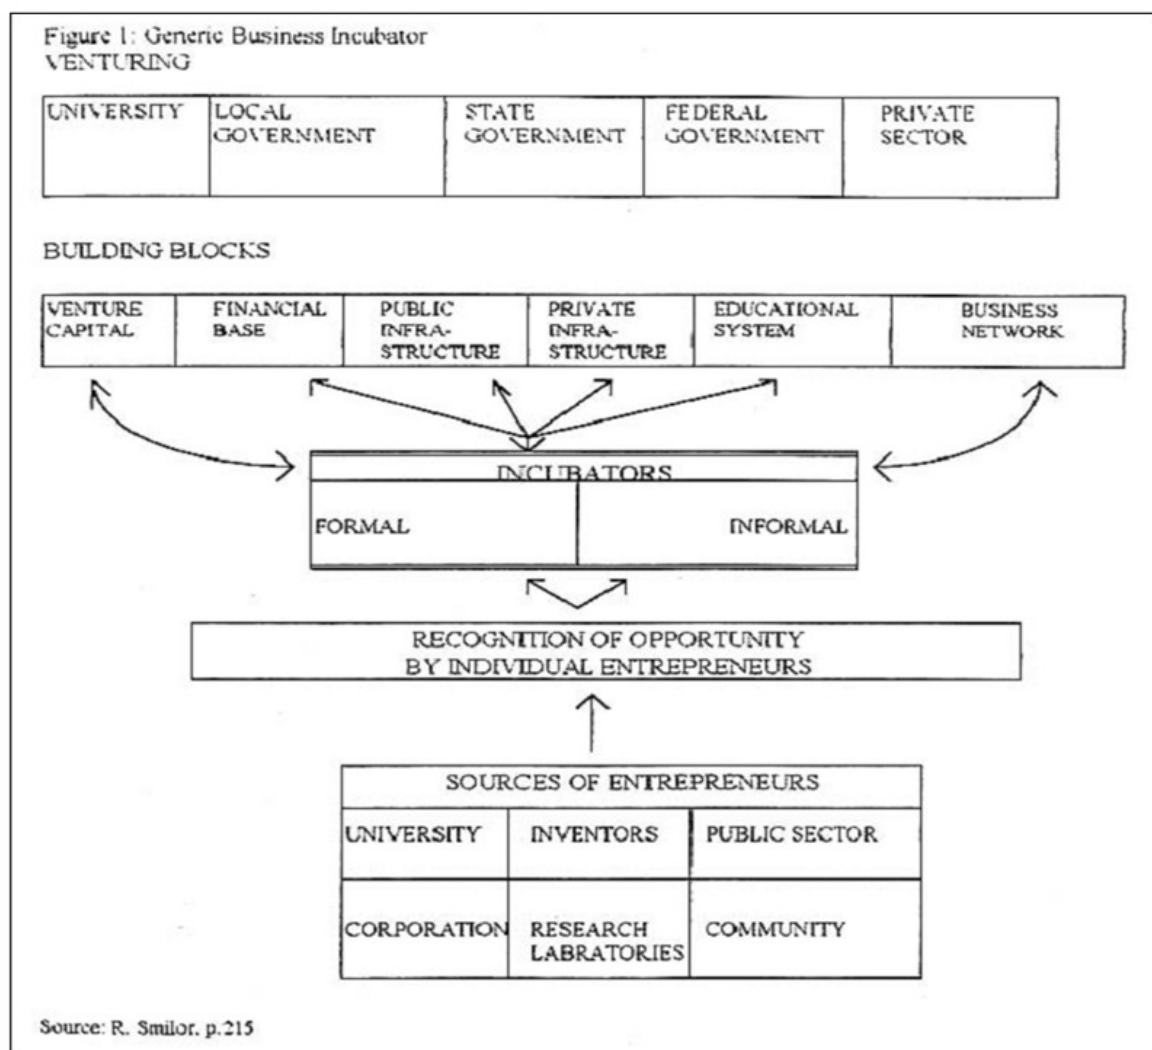 Figure 1: Generic Business Incubator
VENTURING
UNIVERSITY
LOCAL
GOVERNMENT
STATE
GOVERNMENT
FEDERAL
GOVERNMENT
PRIVATE
SECTOR
BUILDING BLOCKS
VENTURE
CAPITAL
FINANCIAL
BASE
PUBLIC
INFRA-
STRUCTURE
PRIVATE
INFRA-
STRUCTURE
EDUCATIONAL
SYSTEM
BUSINESS
NETWORK
INCUBATORS
FORMAL
INFORMAL
RECOGNITION OF OPPORTUNITY
BY INDIVIDUAL ENTREPRENEURS
SOURCES OF ENTREPRENEURS
UNIVERSITY
INVENTORS
PUBLIC SECTOR
CORPORATION
RESEARCH
LABRATORIES
COMMUNITY
Source: R. Smilor, p.215